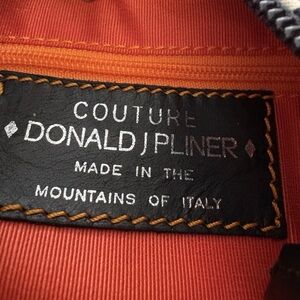 COUTURE
DONALD J PLINER
MADE IN THE
MOUNTAINS OF ITALY